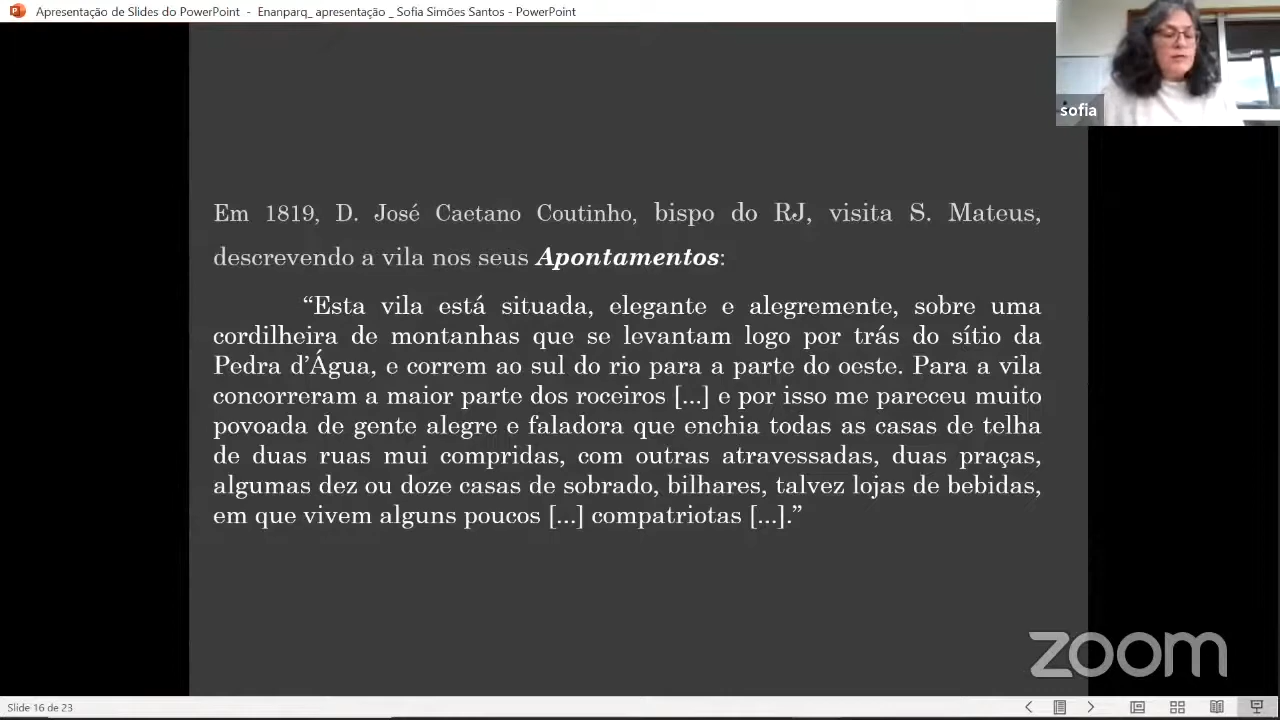 Apresentação de Slides do PowerPoint - Enanparq_ apresentação _ Sofia Simões Santos - PowerPoint
sofia
Em 1819, D. José Caetano Coutinho, bispo do RJ, visita S. Mateus,
descrevendo a vila nos seus Apontamentos:
“Esta vila está situada, elegante e alegremente, sobre uma
cordilheira de montanhas que se levantam logo por trás do sítio da
Pedra d’Água, e correm ao sul do rio para a parte do oeste. Para a vila
concorreram a maior parte dos roceiros [...] e por isso me pareceu muito
povoada de gente alegre e faladora que enchia todas as casas de telha
de duas ruas mui compridas, com outras atravessadas, duas praças,
algumas dez ou doze casas de sobrado, bilhares, talvez lojas de bebidas,
em que vivem alguns poucos [...] compatriotas [...].”
zoom
Slide 16 de 23